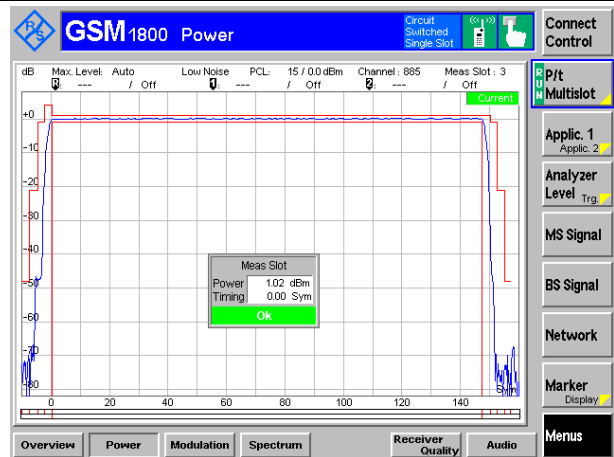 R&S GSM1800 Power
Circuit
Switched
Single Slot
Connect
Control
dB Max. Level: Auto Low Noise PCL: 15 / 0.0 dBm Channel : 885 Meas Slot : 3
R: --- / Off 1: --- / Off 2: --- / Off
Current
+0
-10
-20
-30
-40
-50
-60
-70
-80
Meas Slot
Power 1.02 dBm
Timing 0.00 Sym
Ok
Sym
0 20 40 60 80 100 120 140
RUN
P/t
Multislot
Applic. 1
Applic. 2
Analyzer
Level Trg.
MS Signal
BS Signal
Network
Marker
Display
Menus
Overview Power Modulation Spectrum Receiver Quality Audio